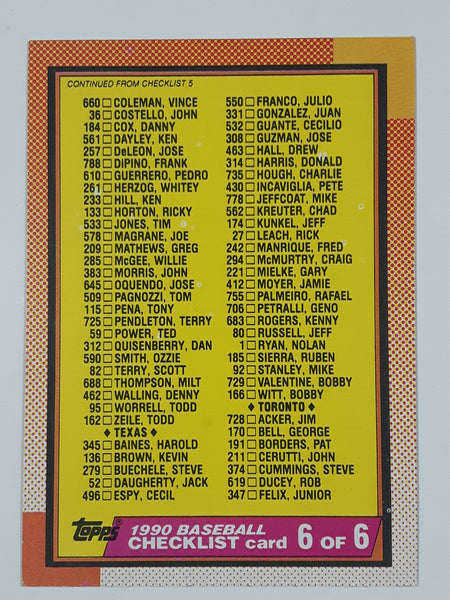 CONTINUED FROM CHECKLIST 5
660 ☐ COLEMAN, VINCE
36 ☐ COSTELLO, JOHN
184 ☐ COX, DANNY
561 ☐ DAYLEY, KEN
257 ☐ DeLEON, JOSE
788 ☐ DIPINO, FRANK
610 ☐ GUERRERO, PEDRO
261 ☐ HERZOG, WHITEY
233 ☐ HILL, KEN
133 ☐ HORTON, RICKY
533 ☐ JONES, TIM
578 ☐ MAGRANE, JOE
209 ☐ MATHEWS, GREG
285 ☐ McGEE, WILLIE
383 ☐ MORRIS, JOHN
645 ☐ OQUENDO, JOSE
509 ☐ PAGNOZZI, TOM
115 ☐ PENA, TONY
725 ☐ PENDLETON, TERRY
59 ☐ POWER, TED
312 ☐ QUISENBERRY, DAN
590 ☐ SMITH, OZZIE
82 ☐ TERRY, SCOTT
688 ☐ THOMPSON, MILT
462 ☐ WALLING, DENNY
95 ☐ WORRELL, TODD
162 ☐ ZEILE, TODD
♦ TEXAS ♦
345 ☐ BAINES, HAROLD
136 ☐ BROWN, KEVIN
279 ☐ BUECHELE, STEVE
52 ☐ DAUGHERTY, JACK
496 ☐ ESPY, CECIL
550 ☐ FRANCO, JULIO
331 ☐ GONZALEZ, JUAN
532 ☐ GUANTE, CECILIO
308 ☐ GUZMAN, JOSE
463 ☐ HALL, DREW
314 ☐ HARRIS, DONALD
735 ☐ HOUGH, CHARLIE
430 ☐ INCAVIGLIA, PETE
778 ☐ JEFFCOAT, MIKE
562 ☐ KREUTER, CHAD
174 ☐ KUNKEL, JEFF
27 ☐ LEACH, RICK
242 ☐ MANRIQUE, FRED
294 ☐ McMURTRY, CRAIG
221 ☐ MIELKE, GARY
412 ☐ MOYER, JAMIE
755 ☐ PALMEIRO, RAFAEL
706 ☐ PETRALLI, GENO
683 ☐ ROGERS, KENNY
80 ☐ RUSSELL, JEFF
1 ☐ RYAN, NOLAN
185 ☐ SIERRA, RUBEN
92 ☐ STANLEY, MIKE
729 ☐ VALENTINE, BOBBY
166 ☐ WITT, BOBBY
♦ TORONTO ♦
728 ☐ ACKER, JIM
170 ☐ BELL, GEORGE
191 ☐ BORDERS, PAT
211 ☐ CERUTTI, JOHN
374 ☐ CUMMINGS, STEVE
619 ☐ DUCEY, ROB
347 ☐ FELIX, JUNIOR
topps® 1990 BASEBALL
CHECKLIST card 6 OF 6